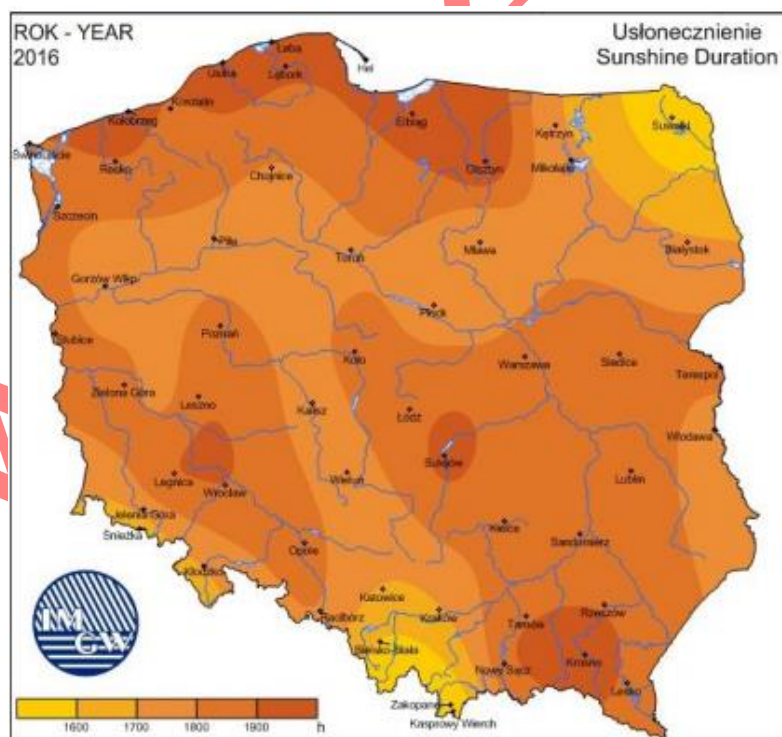 ROK - YEAR
2016
Usłonecznienie
Sunshine Duration
Łeba
Hel
Ustka
Lębork
Koszalin
Kołobrzeg
Elbląg
Kętrzyn
Suwałki
Świnoujście
Resko
Chojnice
Olsztyn
Mikołajki
Szczecin
Piła
Toruń
Mława
Białystok
Gorzów Wlkp.
Płock
Słubice
Poznań
Koło
Warszawa
Siedlce
Terespol
Zielona Góra
Leszno
Kalisz
Łódź
Włodawa
Legnica
Wrocław
Wieluń
Sulejów
Lublin
Jelenia Góra
Śnieżka
Opole
Kielce
Sandomierz
Kłodzko
Katowice
Racibórz
Kraków
Tarnów
Rzeszów
Bielsko-Biała
Nowy Sącz
Krosno
Lesko
Zakopane
Kasprowy Wierch
IM
GW
1600 1700 1800 1900 h